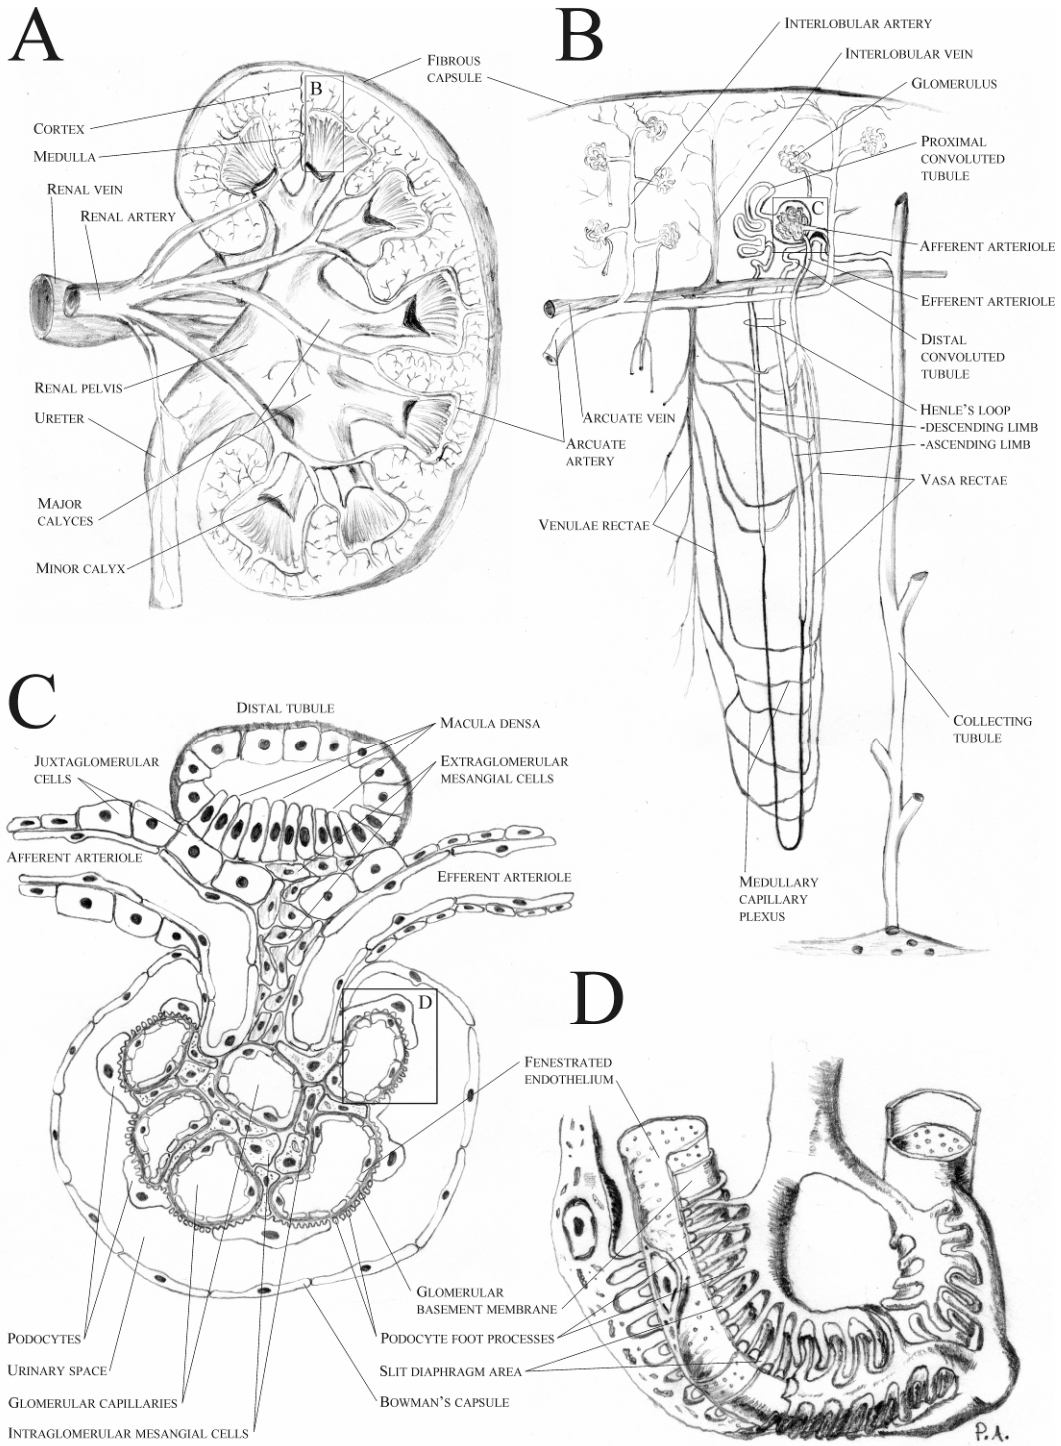 A
FIBROUS
CAPSULE
B
CORTEX
MEDULLA
RENAL VEIN
RENAL ARTERY
RENAL PELVIS
URETER
ARCUATE
ARTERY
MAJOR
CALYCES
MINOR CALYX
B
INTERLOBULAR ARTERY
INTERLOBULAR VEIN
GLOMERULUS
PROXIMAL
CONVOLUTED
TUBULE
C
AFFERENT ARTERIOLE
EFFERENT ARTERIOLE
DISTAL
CONVOLUTED
TUBULE
HENLE'S LOOP
-DESCENDING LIMB
-ASCENDING LIMB
ARCUATE VEIN
VASA RECTAE
VENULAE RECTAE
COLLECTING
TUBULE
MEDULLARY
CAPILLARY
PLEXUS
C
DISTAL TUBULE
MACULA DENSA
JUXTAGLOMERULAR
CELLS
EXTRAGLOMERULAR
MESANGIAL CELLS
AFFERENT ARTERIOLE
EFFERENT ARTERIOLE
D
D
FENESTRATED
ENDOTHELIUM
GLOMERULAR
BASEMENT MEMBRANE
PODOCYTES
PODOCYTE FOOT PROCESSES
URINARY SPACE
SLIT DIAPHRAGM AREA
GLOMERULAR CAPILLARIES
BOWMAN'S CAPSULE
INTRAGLOMERULAR MESANGIAL CELLS
P.A.